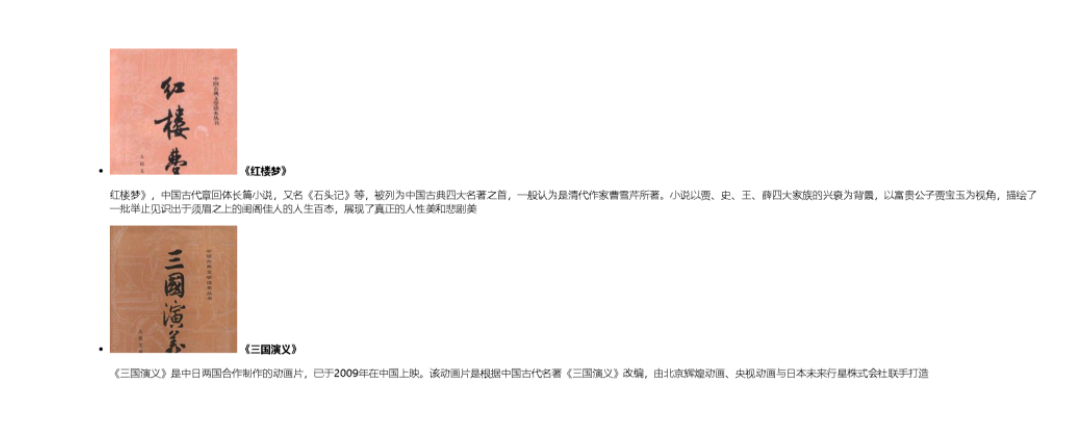 红楼梦
中国古典文学读本丛书
《红楼梦》
红楼梦》，中国古代章回体长篇小说，又名《石头记》等，被列为中国古典四大名著之首，一般认为是清代作家曹雪芹所著。小说以贾、史、王、薛四大家族的兴衰为背景，以富贵公子贾宝玉为视角，描绘了
一批举止见识出于须眉之上的闺阁佳人的人生百态，展现了真正的人性美和悲剧美
三國演义
中国古典文学读本丛书
《三国演义》
《三国演义》是中日两国合作制作的动画片，已于2009年在中国上映。该动画片是根据中国古代名著《三国演义》改编，由北京辉煌动画、央视动画与日本未来行星株式会社联手打造